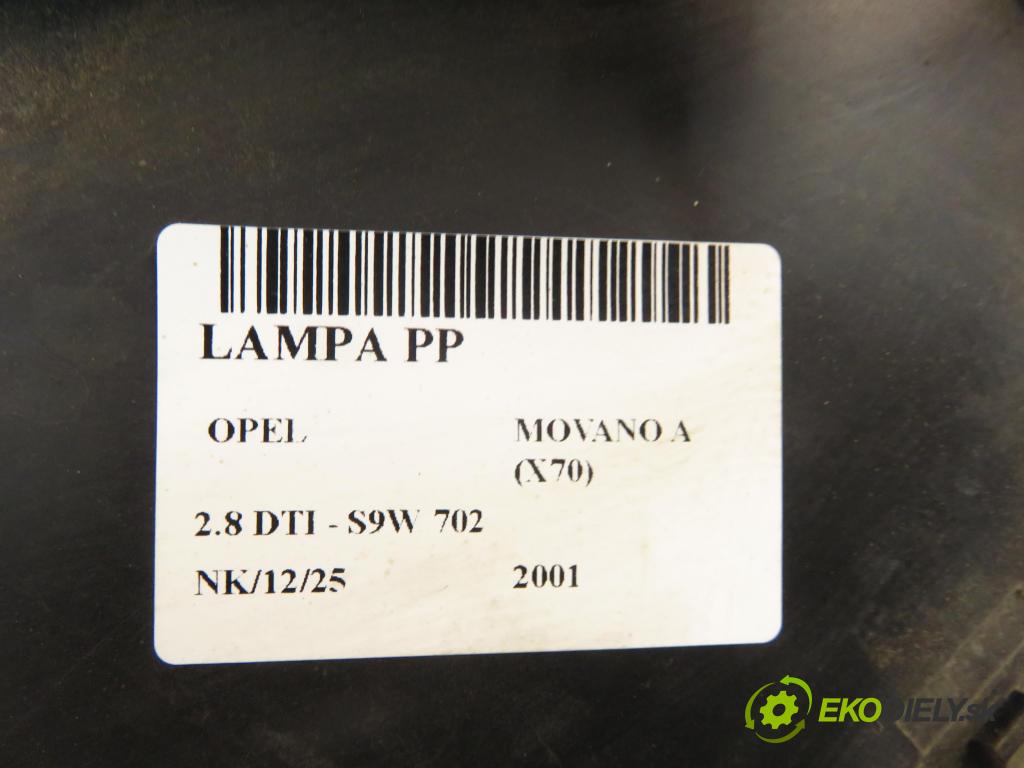 LAMPA PP
OPEL MOVANO A
(X70)
2.8 DTI - S9W 702
NK/12/25 2001
EKODIELY.sk